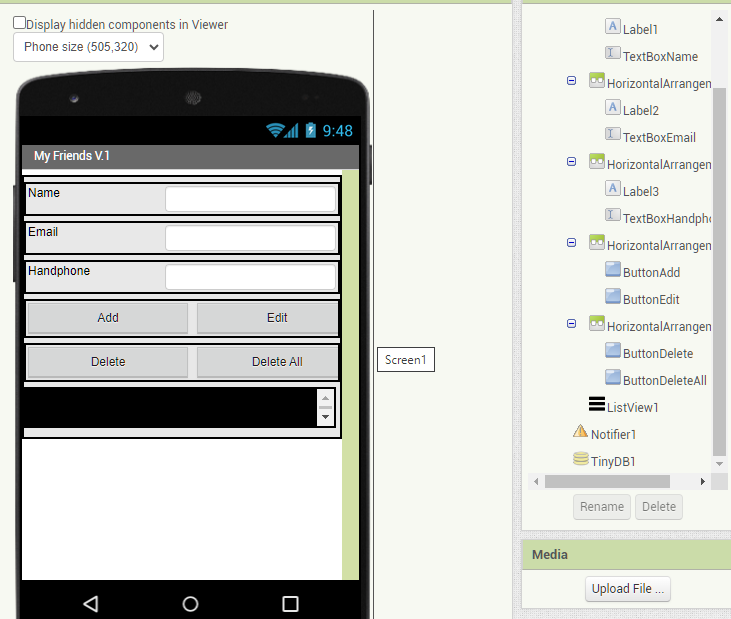 Display hidden components in Viewer
Phone size (505,320)
9:48
My Friends V.1
Name
Email
Handphone
Add
Edit
Delete
Delete All
Screen1
Label1
TextBoxName
HorizontalArrangen
Label2
TextBoxEmail
HorizontalArrangen
Label3
TextBoxHandpho
HorizontalArrangen
ButtonAdd
ButtonEdit
HorizontalArrangen
ButtonDelete
ButtonDeleteAll
ListView1
Notifier1
TinyDB1
Rename
Delete
Media
Upload File ...